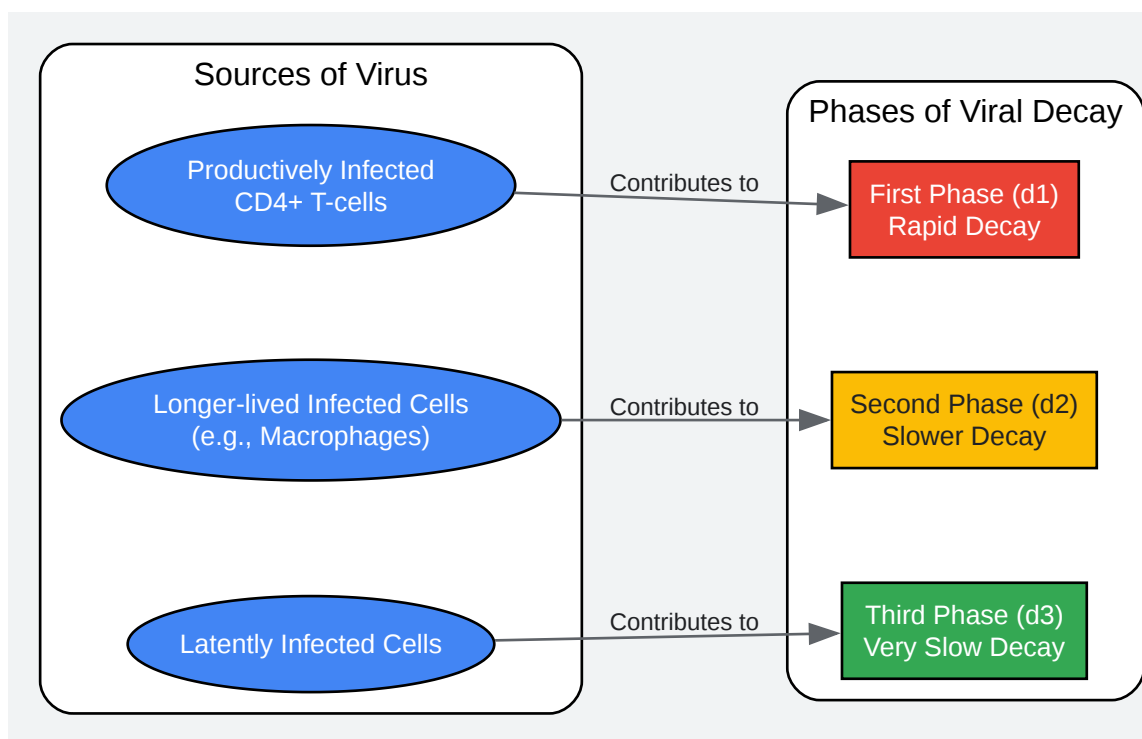 Sources of Virus
Productively Infected
CD4+ T-cells
Longer-lived Infected Cells
(e.g., Macrophages)
Latently Infected Cells
Contributes to
Contributes to
Contributes to
Phases of Viral Decay
First Phase (d1)
Rapid Decay
Second Phase (d2)
Slower Decay
Third Phase (d3)
Very Slow Decay